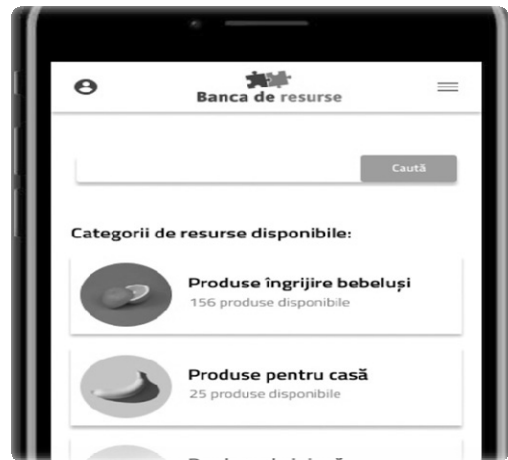 Banca de resurse
Caută
Categorii de resurse disponibile:
Produse îngrijire bebeluși
156 produse disponibile
Produse pentru casă
25 produse disponibile